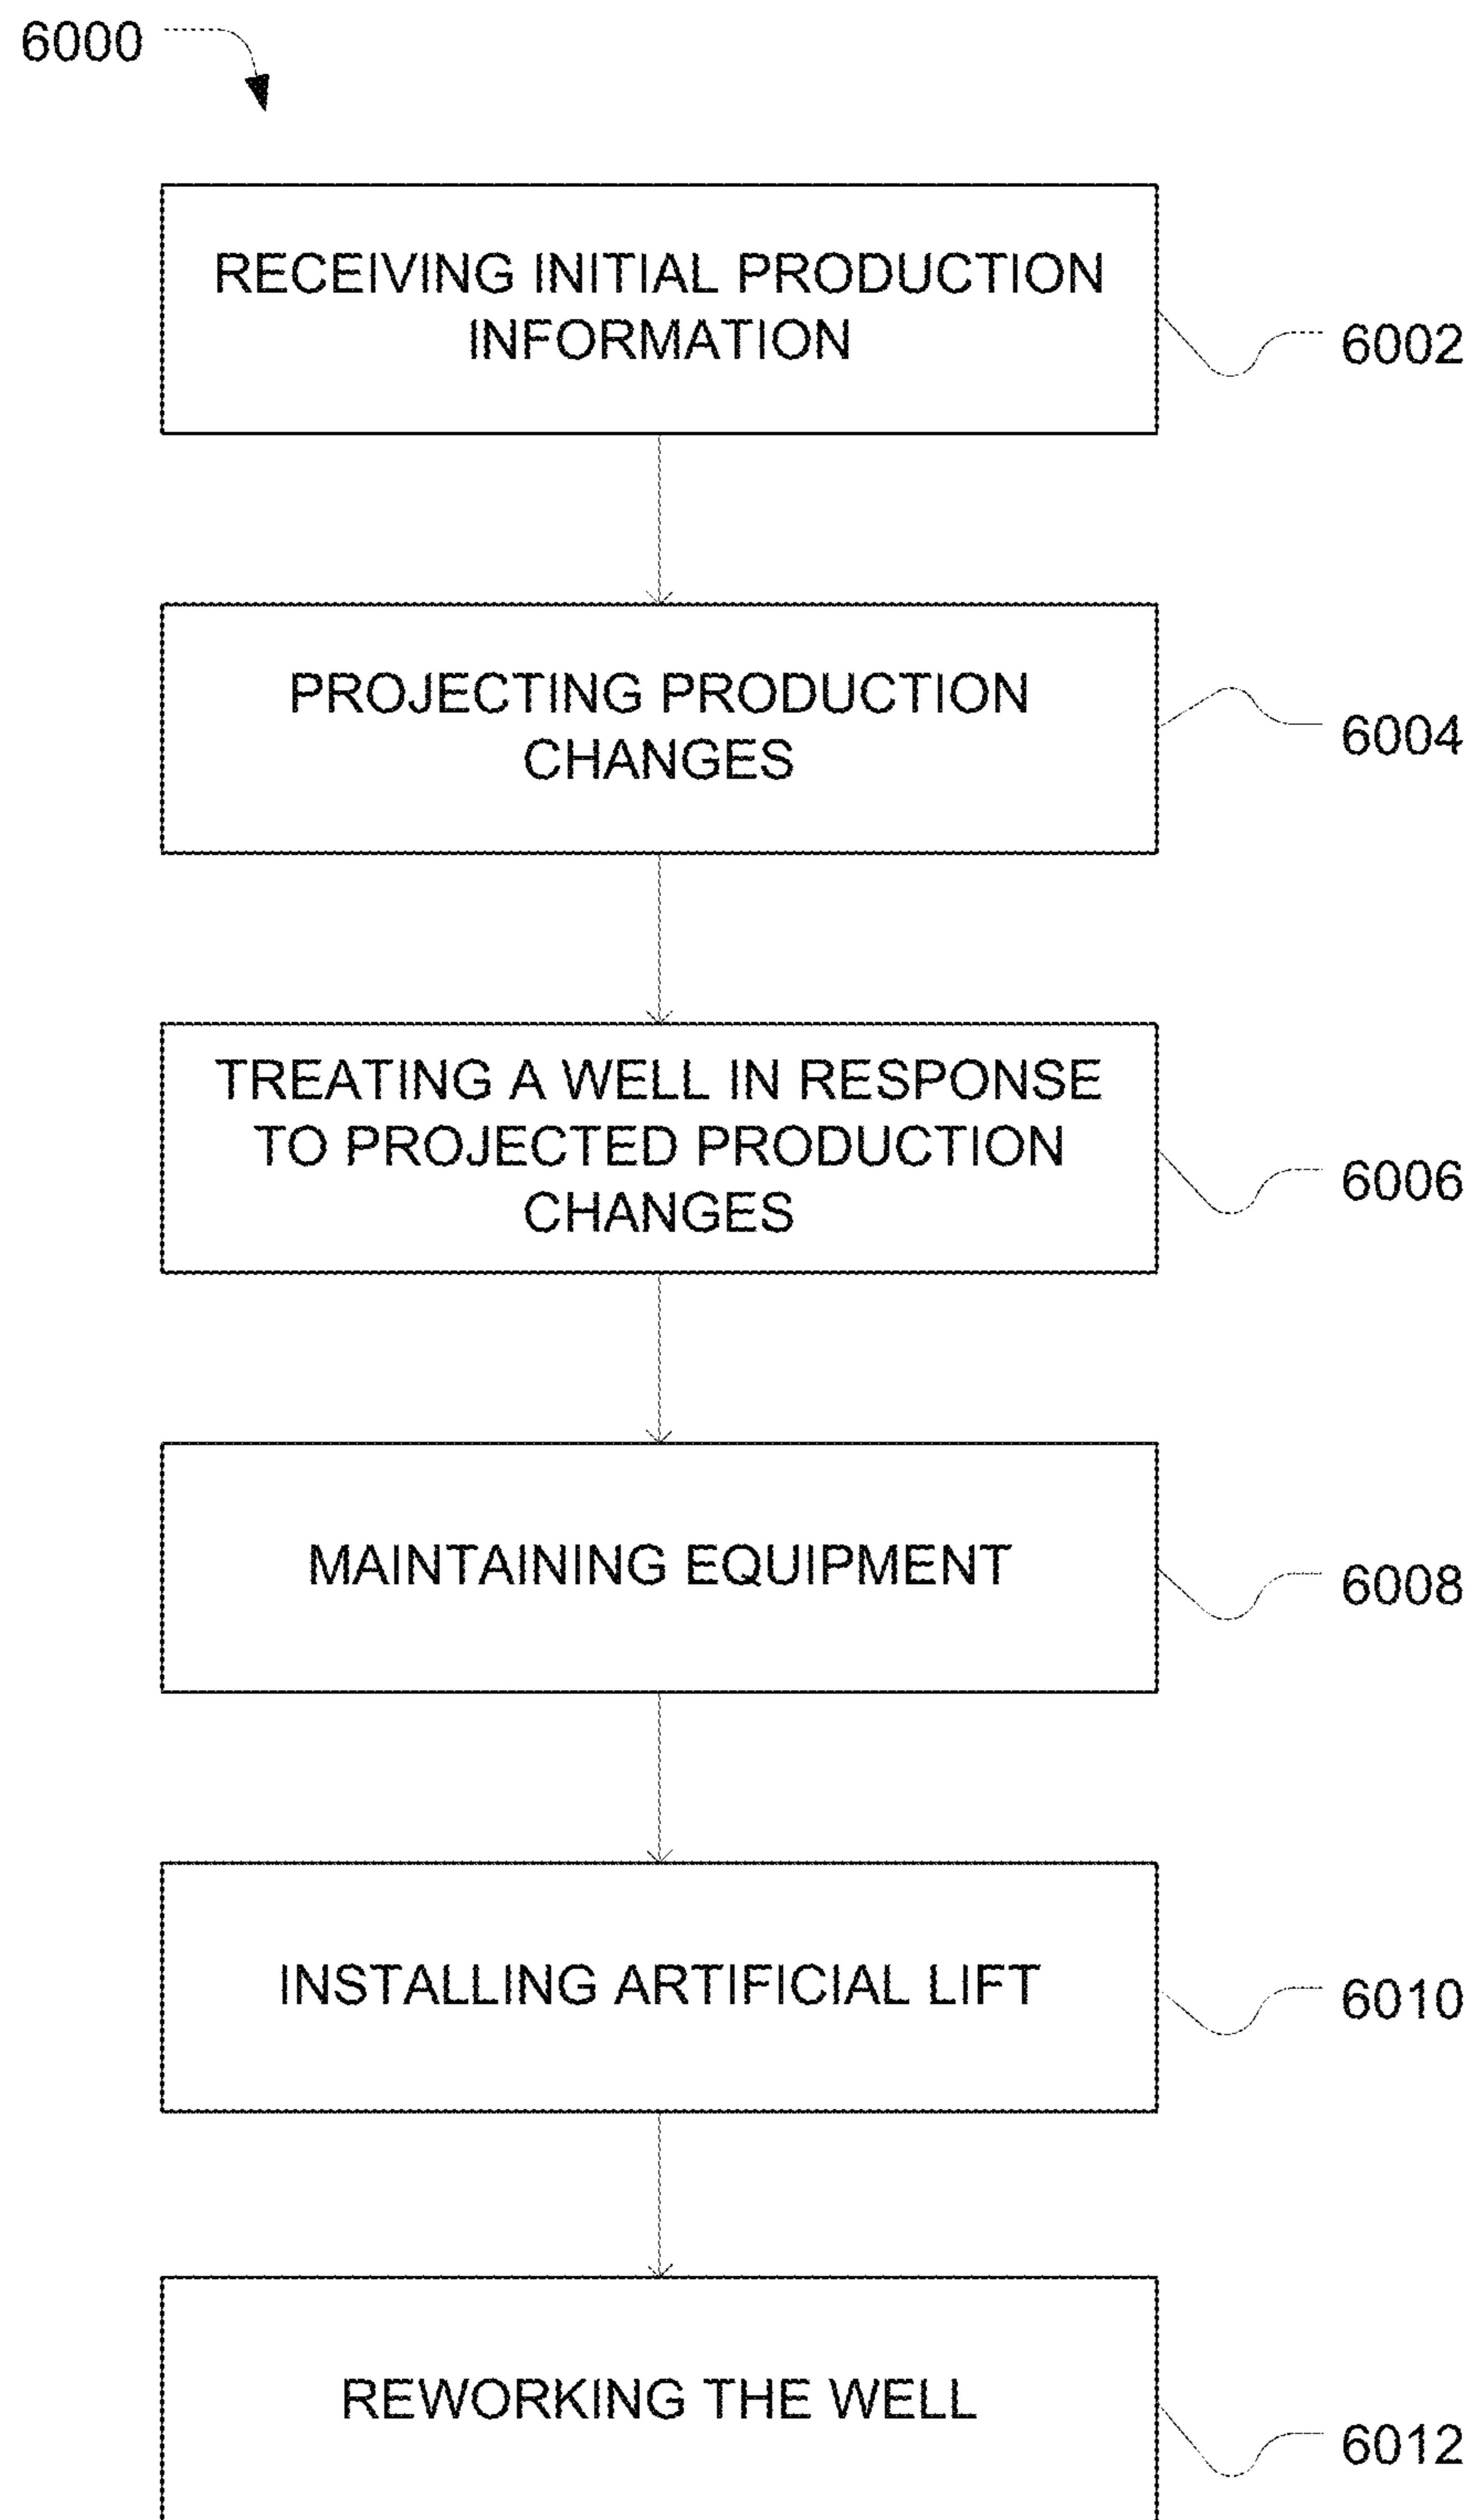 6000
RECEIVING INITIAL PRODUCTION
INFORMATION
6002
PROJECTING PRODUCTION
CHANGES
6004
TREATING A WELL IN RESPONSE
TO PROJECTED PRODUCTION
CHANGES
6006
MAINTAINING EQUIPMENT
6008
INSTALLING ARTIFICIAL LIFT
6010
REWORKING THE WELL
6012